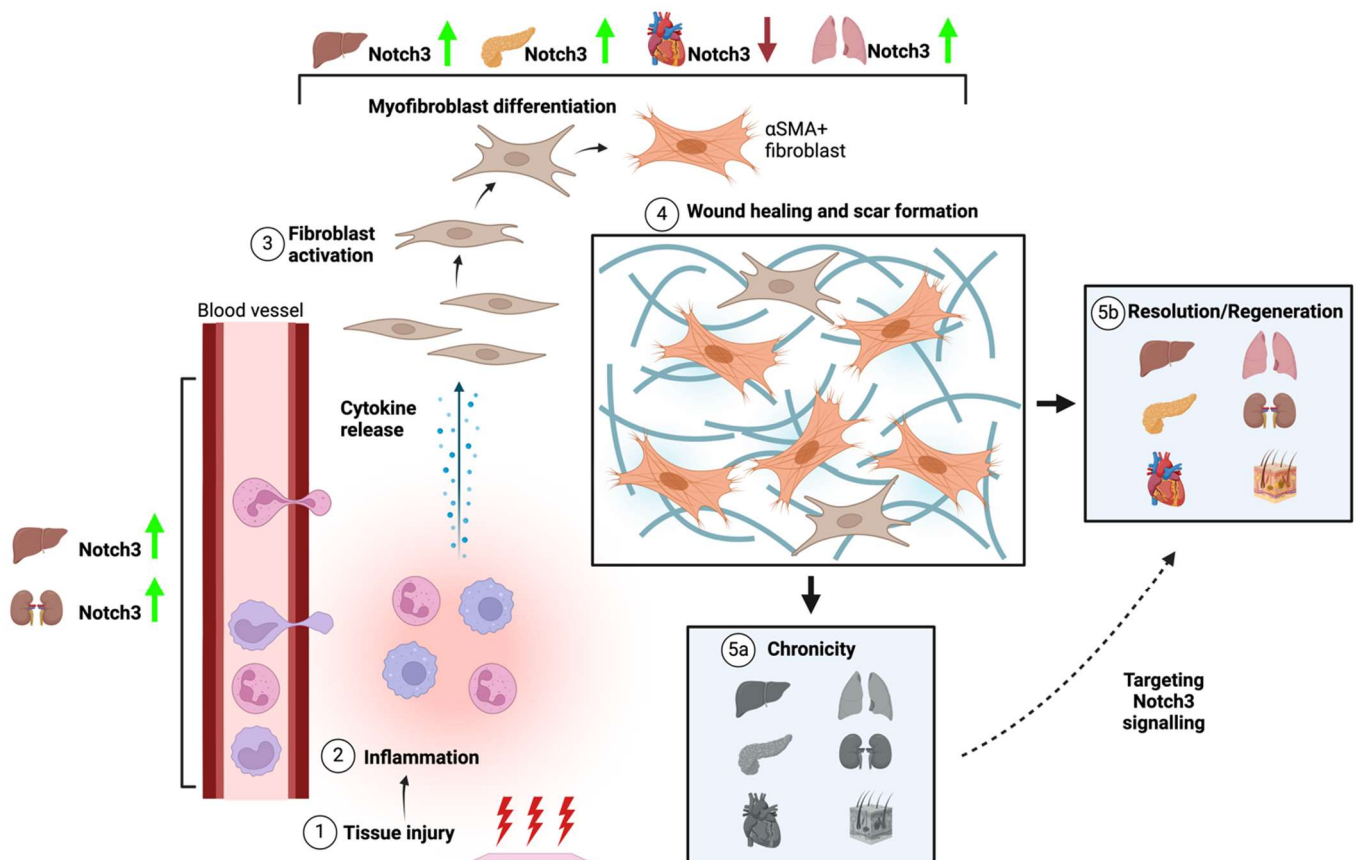 Notch3 Notch3 Notch3 Notch3
Myofibroblast differentiation
αSMA+
fibroblast
4 Wound healing and scar formation
3 Fibroblast
activation
Blood vessel
5b Resolution/Regeneration
Cytokine
release
Notch3
Notch3
5a Chronicity
Targeting
Notch3
signalling
2 Inflammation
1 Tissue injury